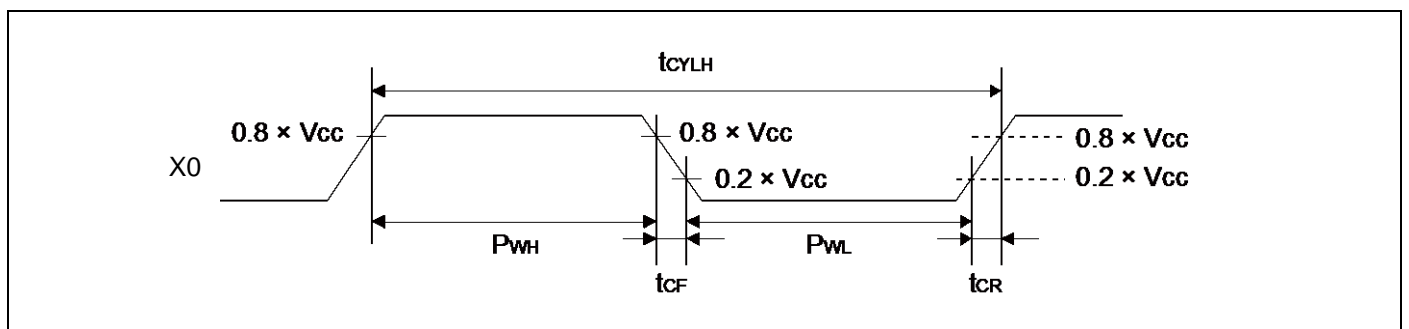 tCYLH
0.8 × Vcc
0.8 × Vcc
0.8 × Vcc
X0
0.2 × Vcc
0.2 × Vcc
PWH
PWL
tCF
tCR